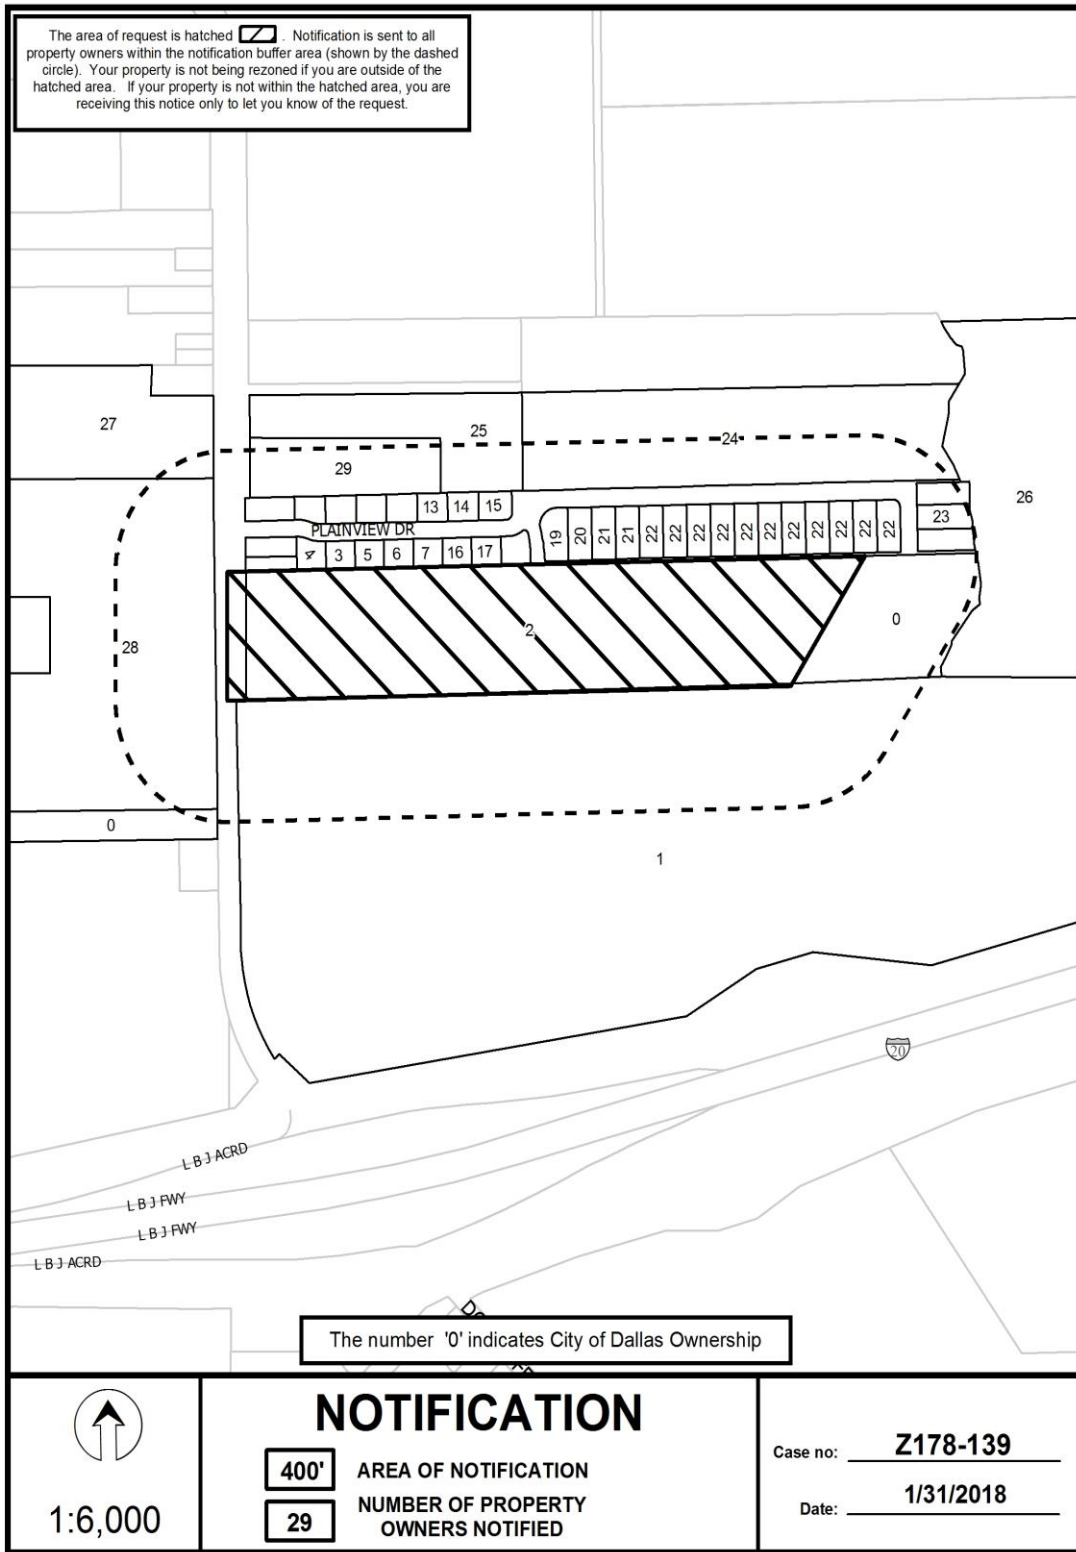 The area of request is hatched . Notification is sent to all
property owners within the notification buffer area (shown by the dashed
circle). Your property is not being rezoned if you are outside of the
hatched area. If your property is not within the hatched area, you are
receiving this notice only to let you know of the request.
27
25
24
29
26
13 14 15
23
PLAINVIEW DR
19 20 21 21 22 22 22 22 22 22 22 22 22 22 22
4 3 5 6 7 16 17
0
2
28
0
1
20
L B J ACRD
L B J FWY
L B J FWY
L B J ACRD
The number '0' indicates City of Dallas Ownership
1:6,000
NOTIFICATION
400' AREA OF NOTIFICATION
29 NUMBER OF PROPERTY
OWNERS NOTIFIED
Case no: Z178-139
Date: 1/31/2018